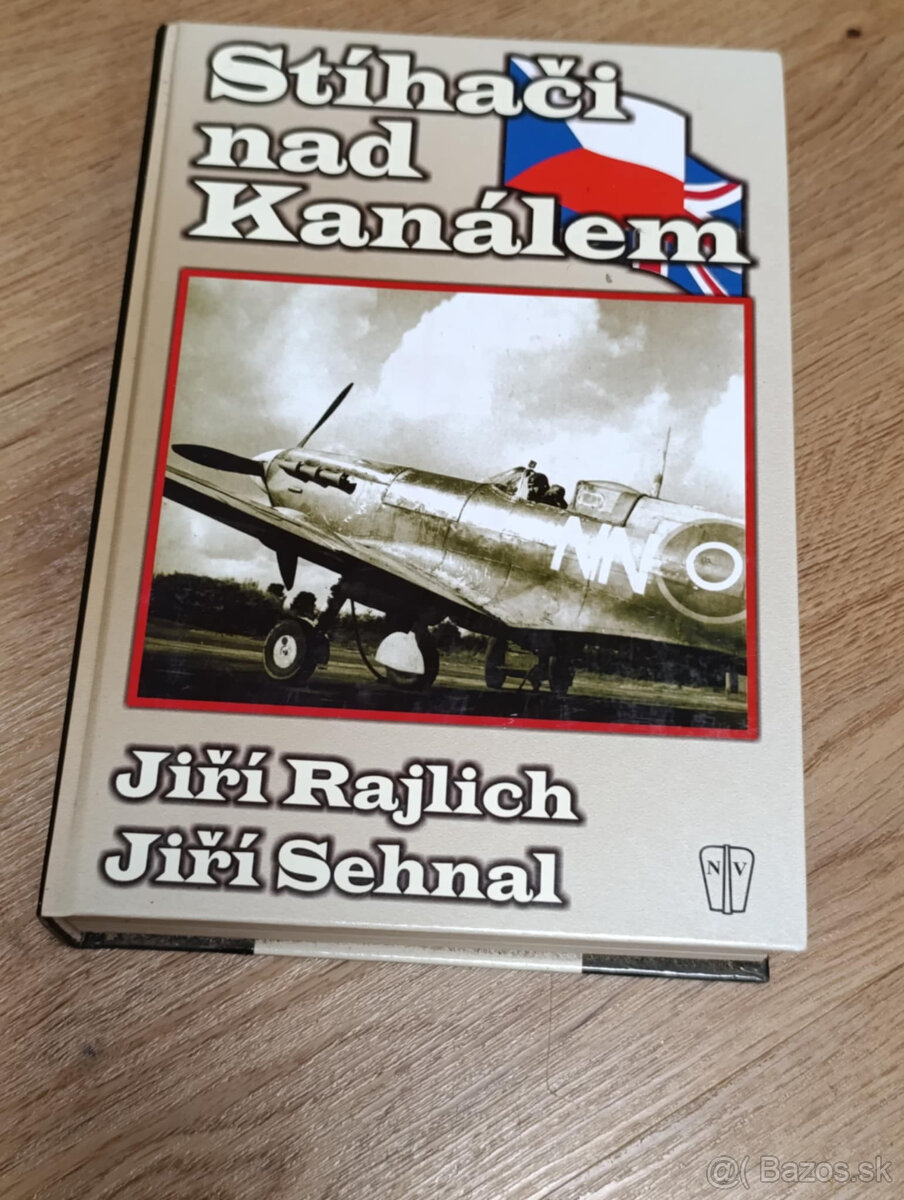 Stíhači
nad
Kanálem
NN
Jiří Rajlich
Jiří Sehnal
N V
@( Bazos.sk